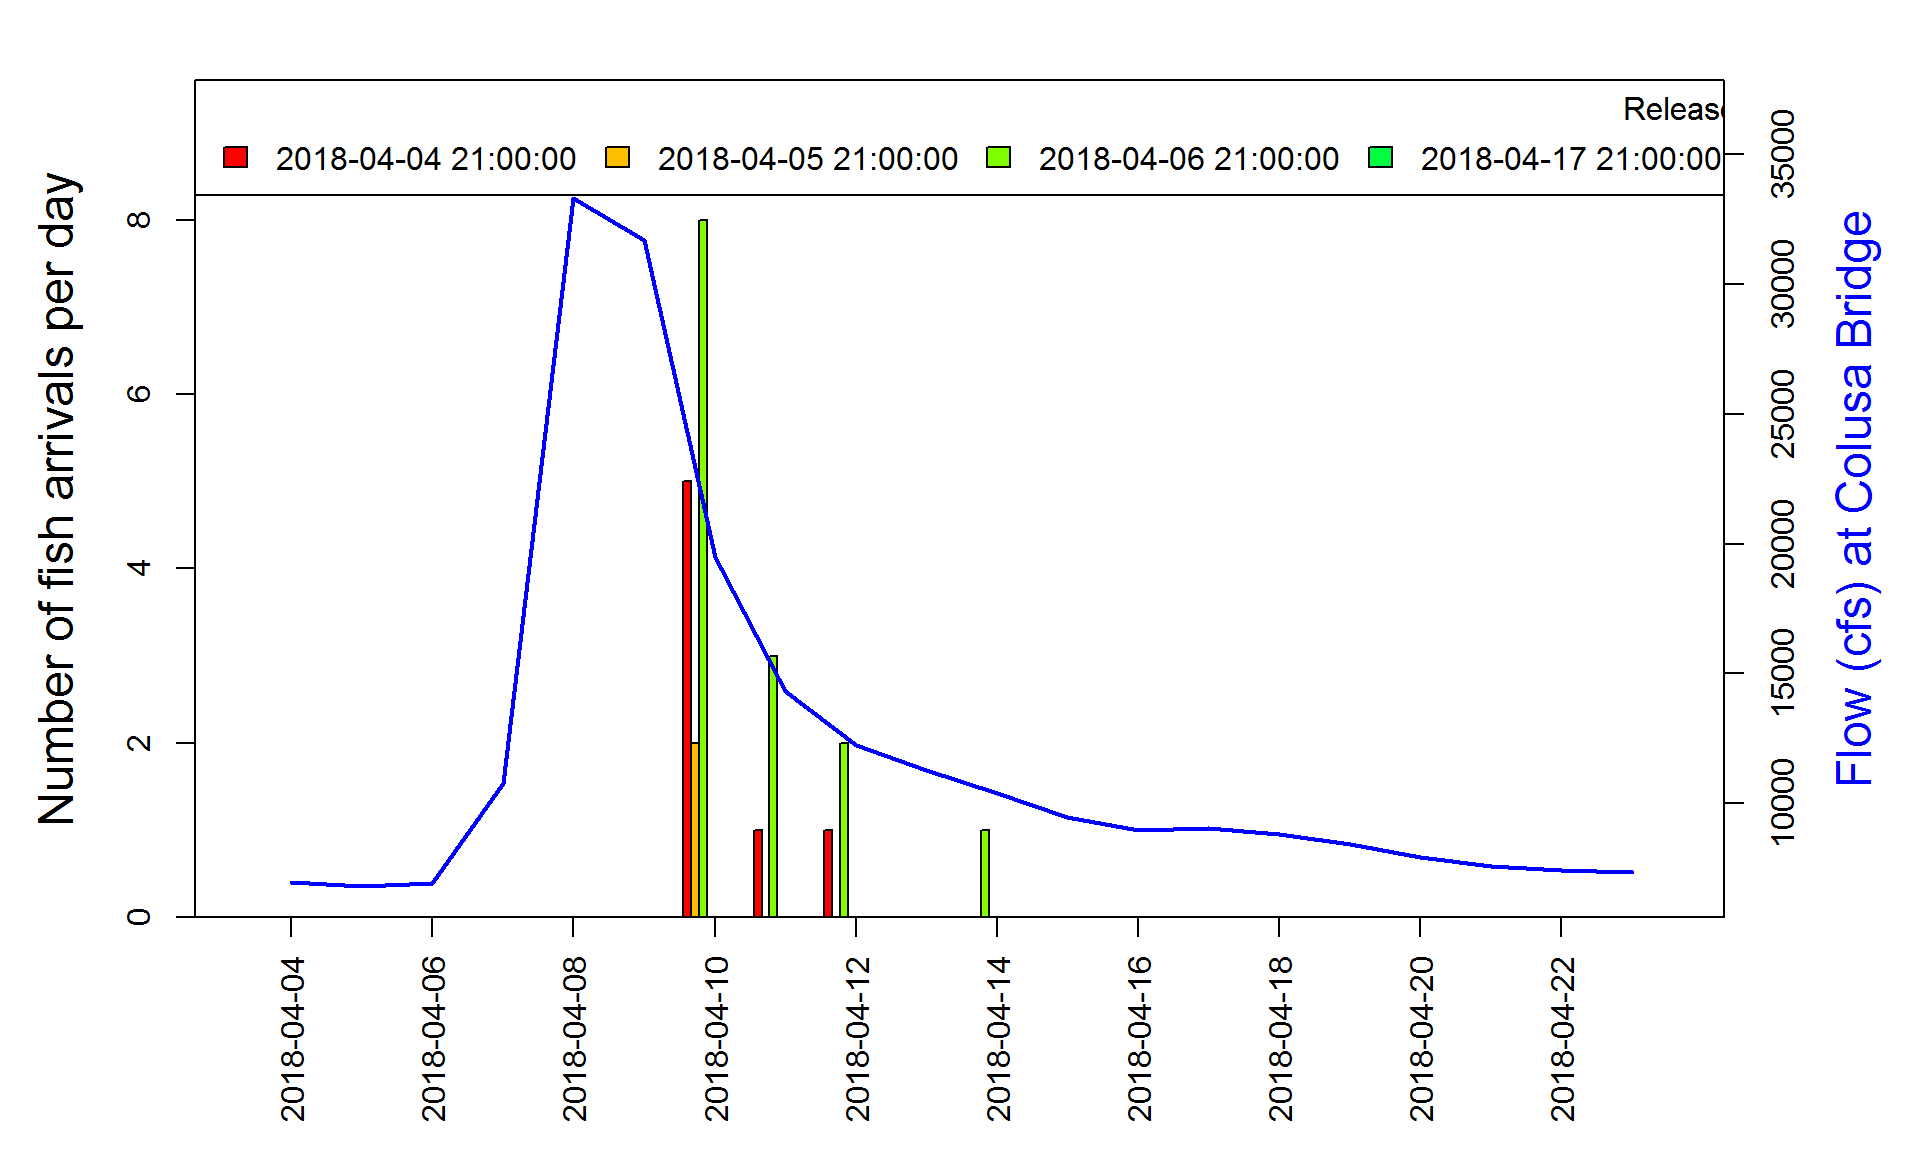 Release
2018-04-04 21:00:00 2018-04-05 21:00:00 2018-04-06 21:00:00 2018-04-17 21:00:00
Number of fish arrivals per day
8
6
4
2
0
35000
30000
25000
20000
15000
10000
Flow (cfs) at Colusa Bridge
2018-04-04 2018-04-06 2018-04-08 2018-04-10 2018-04-12 2018-04-14 2018-04-16 2018-04-18 2018-04-20 2018-04-22